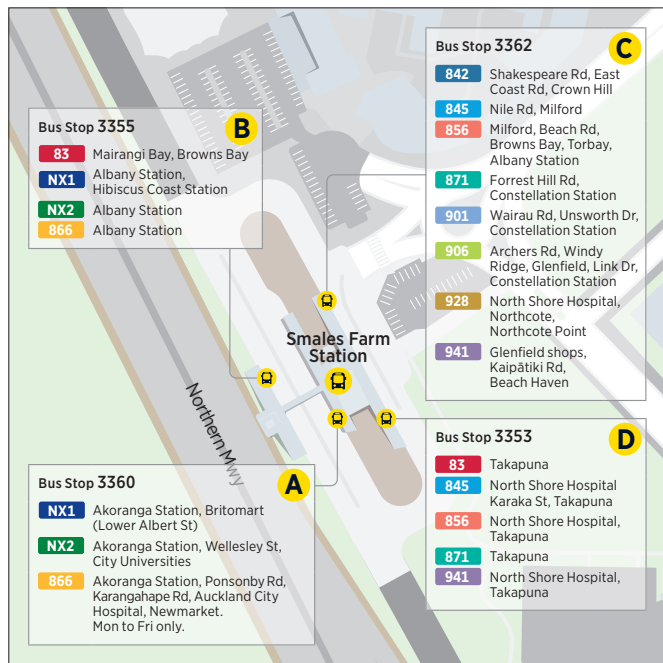 Bus Stop 3355
B
83 Mairangi Bay, Browns Bay
NX1 Albany Station,
Hibiscus Coast Station
NX2 Albany Station
866 Albany Station
Bus Stop 3362
C
842 Shakespeare Rd, East
Coast Rd, Crown Hill
845 Nile Rd, Milford
856 Milford, Beach Rd,
Browns Bay, Torbay,
Albany Station
871 Forrest Hill Rd,
Constellation Station
901 Wairau Rd, Unsworth Dr,
Constellation Station
906 Archers Rd, Windy
Ridge, Glenfield, Link Dr,
Constellation Station
928 North Shore Hospital,
Northcote,
Northcote Point
941 Glenfield shops,
Kaipātiki Rd,
Beach Haven
Smales Farm
Station
Northern Mwy
Bus Stop 3360
A
NX1 Akoranga Station, Britomart
(Lower Albert St)
NX2 Akoranga Station, Wellesley St,
City Universities
866 Akoranga Station, Ponsonby Rd,
Karangahape Rd, Auckland City
Hospital, Newmarket.
Mon to Fri only.
Bus Stop 3353
D
83 Takapuna
845 North Shore Hospital
Karaka St, Takapuna
856 North Shore Hospital,
Takapuna
871 Takapuna
941 North Shore Hospital,
Takapuna